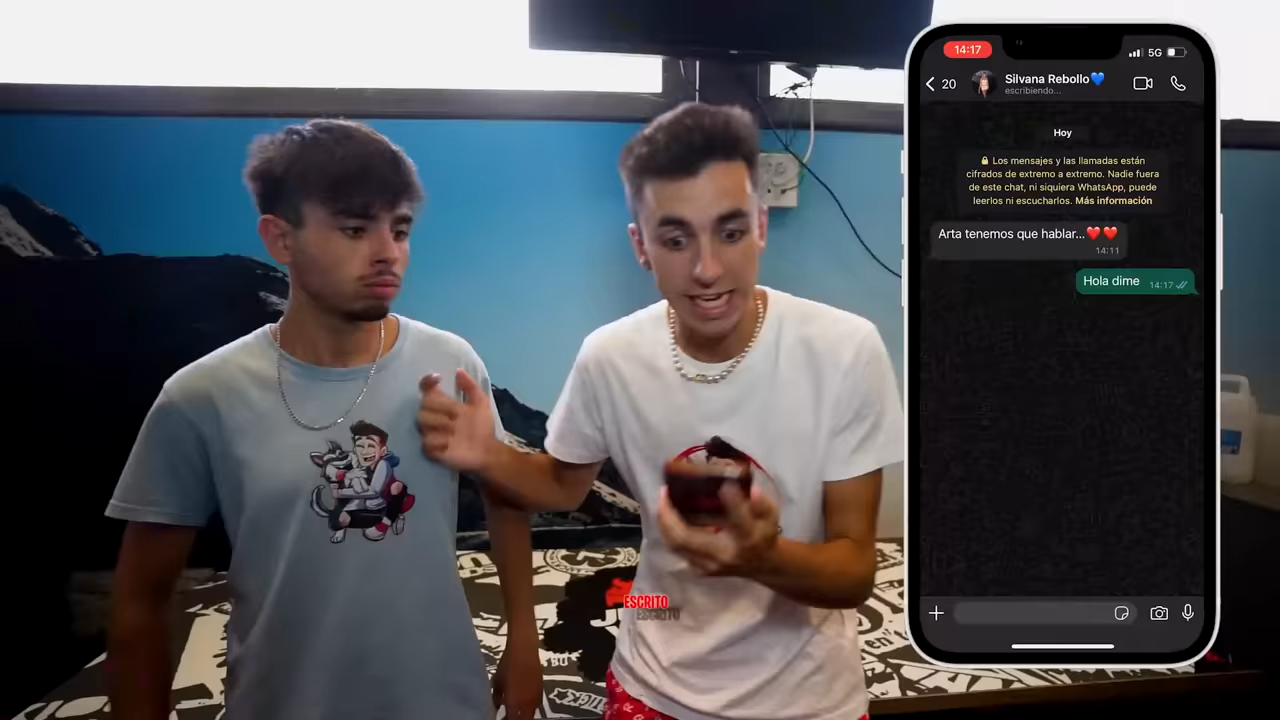 14:17
5G
20
Silvana Rebollo💙
escribiendo...
Hoy
🔒 Los mensajes y las llamadas están
cifrados de extremo a extremo. Nadie fuera
de este chat, ni siquiera WhatsApp, puede
leerlos ni escucharlos. Más información
Arta tenemos que hablar...❤️❤️
14:11
Hola dime
14:17
ESCRITO
ESCRITO